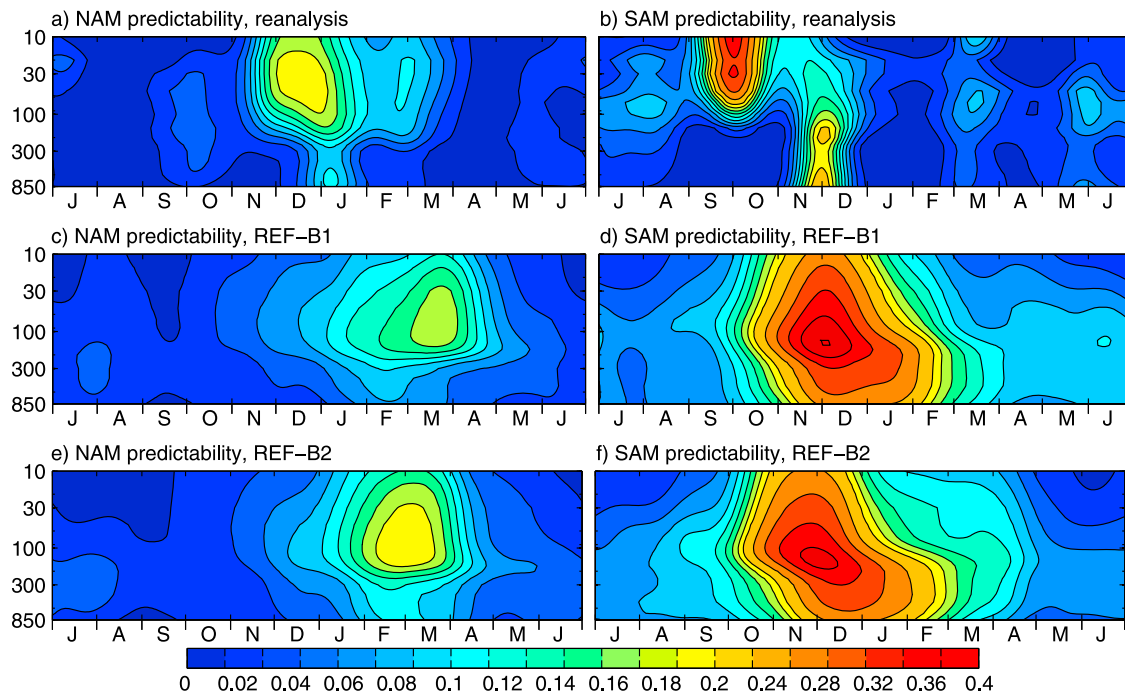 a) NAM predictability, reanalysis
b) SAM predictability, reanalysis
10
30
100
300
850
J A S O N D J F M A M J
J A S O N D J F M A M J
c) NAM predictability, REF-B1
d) SAM predictability, REF-B1
10
30
100
300
850
J A S O N D J F M A M J
J A S O N D J F M A M J
e) NAM predictability, REF-B2
f) SAM predictability, REF-B2
10
30
100
300
850
J A S O N D J F M A M J
J A S O N D J F M A M J
0 0.02 0.04 0.06 0.08 0.1 0.12 0.14 0.16 0.18 0.2 0.24 0.28 0.32 0.36 0.4